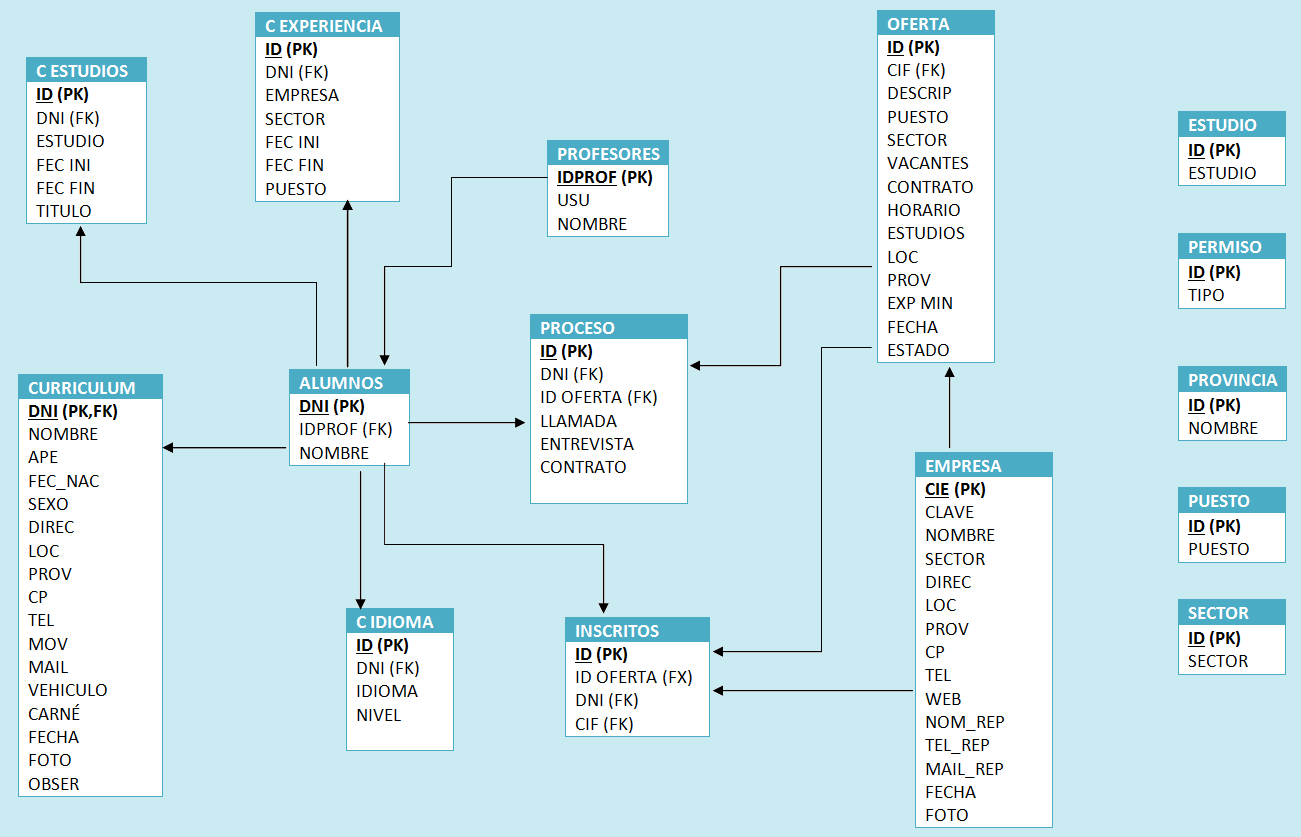 C ESTUDIOS
ID (PK)
DNI (FK)
ESTUDIO
FEC INI
FEC FIN
TITULO
C EXPERIENCIA
ID (PK)
DNI (FK)
EMPRESA
SECTOR
FEC INI
FEC FIN
PUESTO
PROFESORES
IDPROF (PK)
USU
NOMBRE
OFERTA
ID (PK)
CIF (FK)
DESCRIP
PUESTO
SECTOR
VACANTES
CONTRATO
HORARIO
ESTUDIOS
LOC
PROV
EXP MIN
FECHA
ESTADO
ESTUDIO
ID (PK)
ESTUDIO
PERMISO
ID (PK)
TIPO
PROVINCIA
ID (PK)
NOMBRE
PUESTO
ID (PK)
PUESTO
SECTOR
ID (PK)
SECTOR
CURRICULUM
DNI (PK,FK)
NOMBRE
APE
FEC_NAC
SEXO
DIREC
LOC
PROV
CP
TEL
MOV
MAIL
VEHICULO
CARNÉ
FECHA
FOTO
OBSER
ALUMNOS
DNI (PK)
IDPROF (FK)
NOMBRE
PROCESO
ID (PK)
DNI (FK)
ID OFERTA (FK)
LLAMADA
ENTREVISTA
CONTRATO
C IDIOMA
ID (PK)
DNI (FK)
IDIOMA
NIVEL
INSCRITOS
ID (PK)
ID OFERTA (FX)
DNI (FK)
CIF (FK)
EMPRESA
CIE (PK)
CLAVE
NOMBRE
SECTOR
DIREC
LOC
PROV
CP
TEL
WEB
NOM_REP
TEL_REP
MAIL_REP
FECHA
FOTO